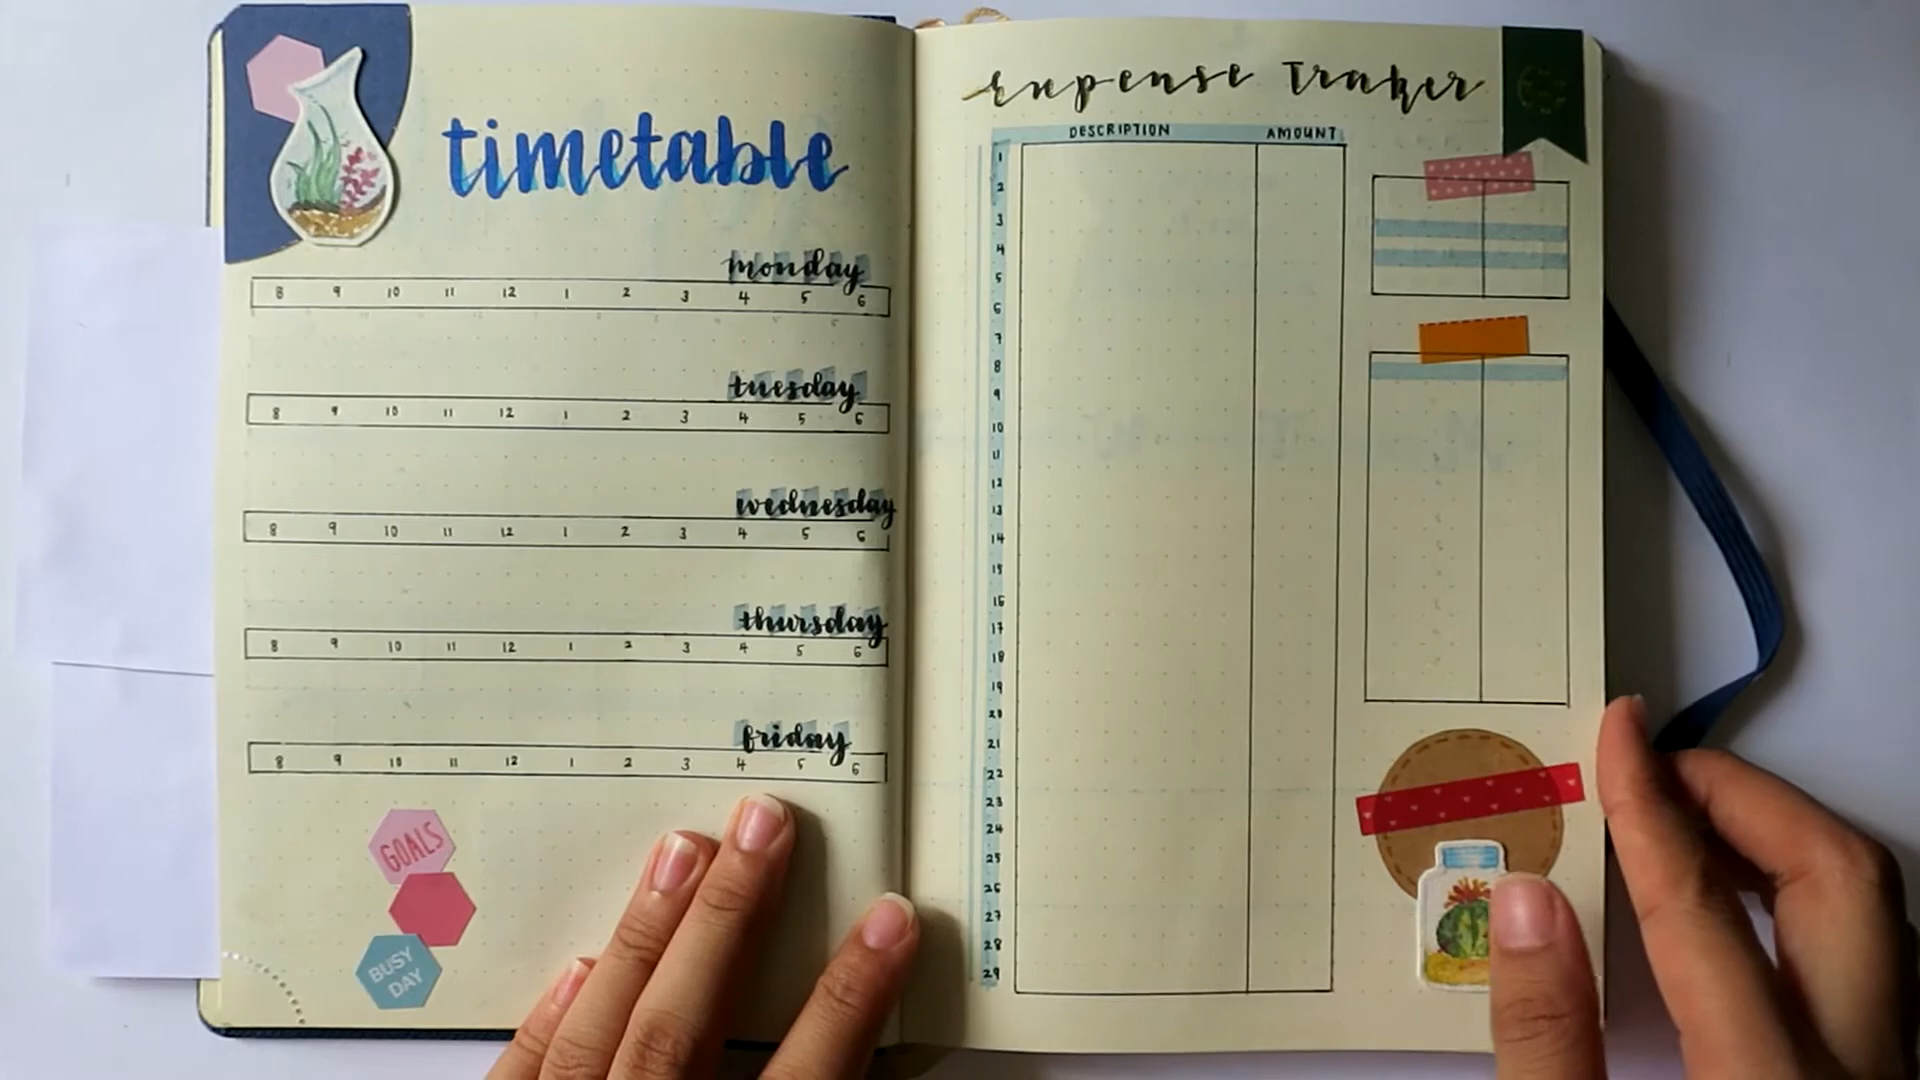 timetable
monday
8 9 10 11 12 1 2 3 4 5 6
tuesday
8 9 10 11 12 1 2 3 4 5 6
wednesday
8 9 10 11 12 1 2 3 4 5 6
thursday
8 9 10 11 12 1 2 3 4 5 6
friday
8 9 10 11 12 1 2 3 4 5 6
GOALS
BUSY
DAY
Expense Traker
DESCRIPTION AMOUNT
1
2
3
4
5
6
7
8
9
10
11
12
13
14
15
16
17
18
19
20
21
22
23
24
25
26
27
28
29